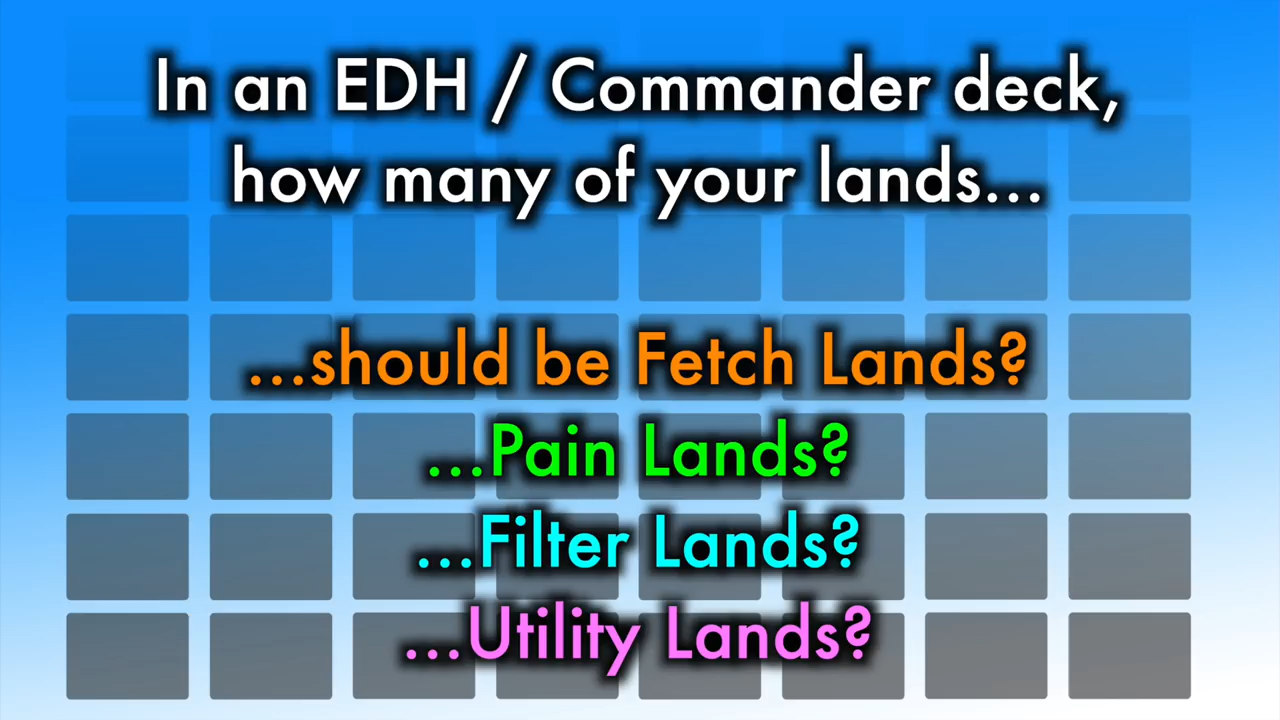 In an EDH / Commander deck,
how many of your lands...
...should be Fetch Lands?
...Pain Lands?
...Filter Lands?
...Utility Lands?